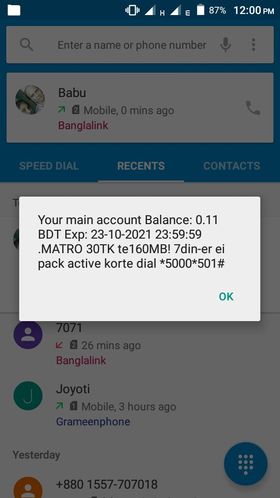 87% 12:00 PM
Enter a name or phone number
Babu
Mobile, 0 mins ago
Banglalink
SPEED DIAL RECENTS CONTACTS
Your main account Balance: 0.11
BDT Exp: 23-10-2021 23:59:59
.MATRO 30TK te160MB! 7din-er ei
pack active korte dial *5000*501#
OK
7071
26 mins ago
Banglalink
J
Joyoti
Mobile, 3 hours ago
Grameenphone
Yesterday
+880 1557-707018